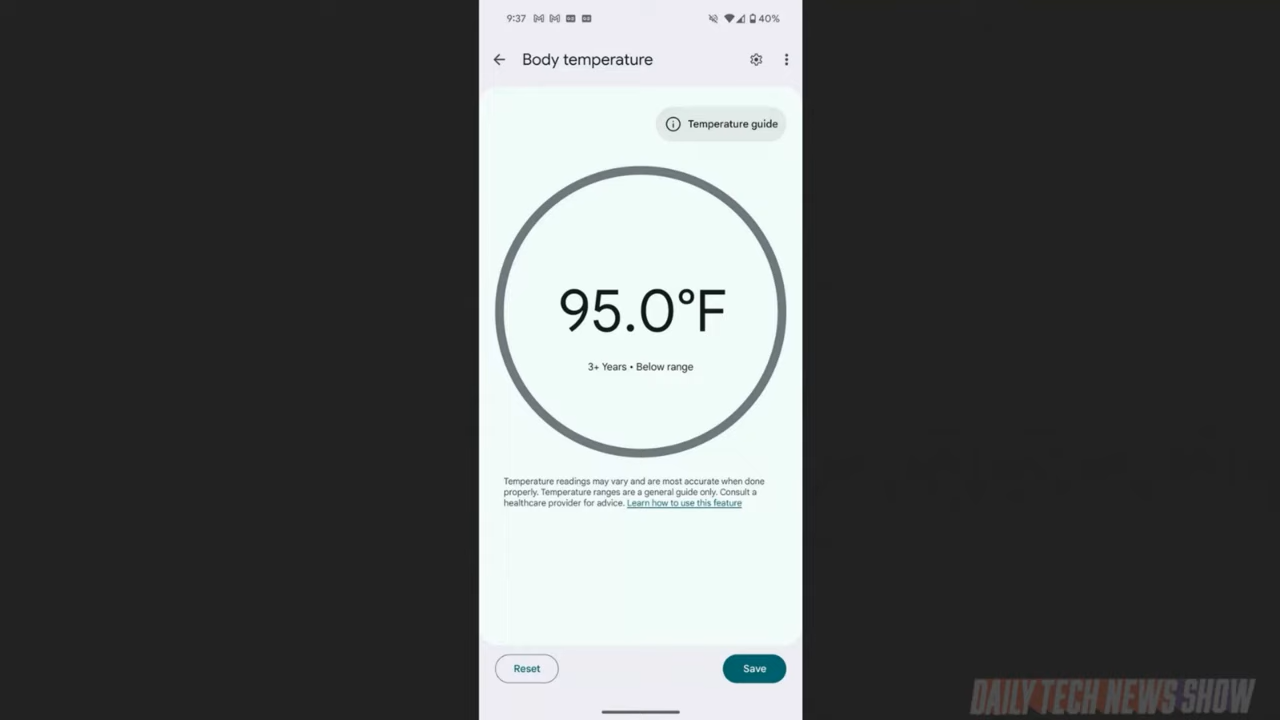 9:37
40%
Body temperature
Temperature guide
95.0°F
3+ Years • Below range
Temperature readings may vary and are most accurate when done
properly. Temperature ranges are a general guide only. Consult a
healthcare provider for advice. Learn how to use this feature
Reset
Save
DAILY TECH NEWS SHOW